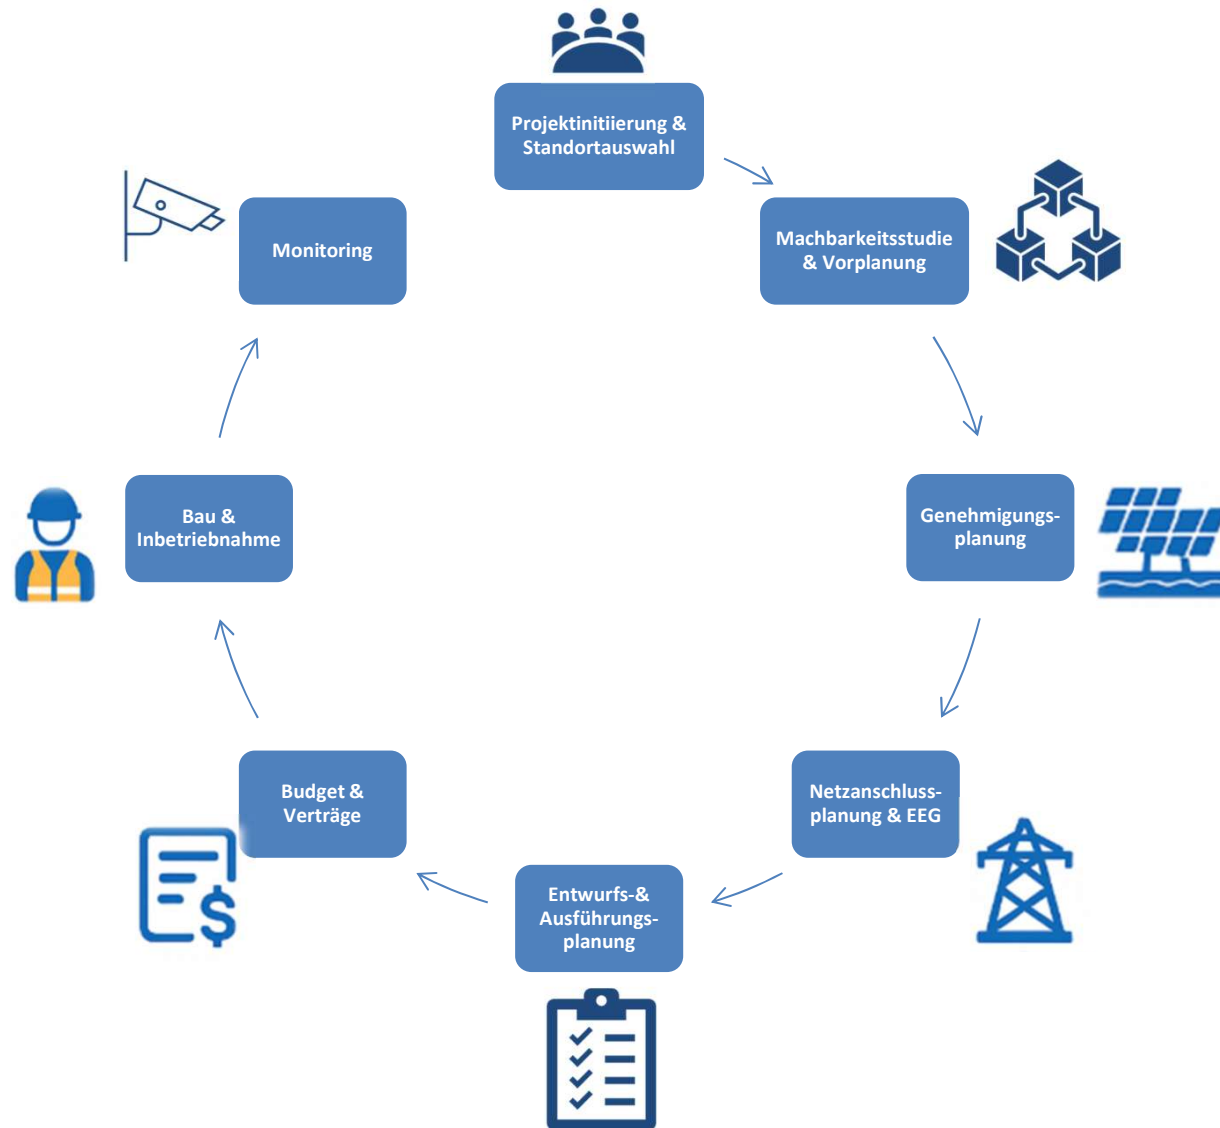 Projektinitiierung &
Standortauswahl
Machbarkeitsstudie
& Vorplanung
Genehmigungs-
planung
Netzanschluss-
planung & EEG
Entwurfs-&
Ausführungs-
planung
Budget &
Verträge
Bau &
Inbetriebnahme
Monitoring
$